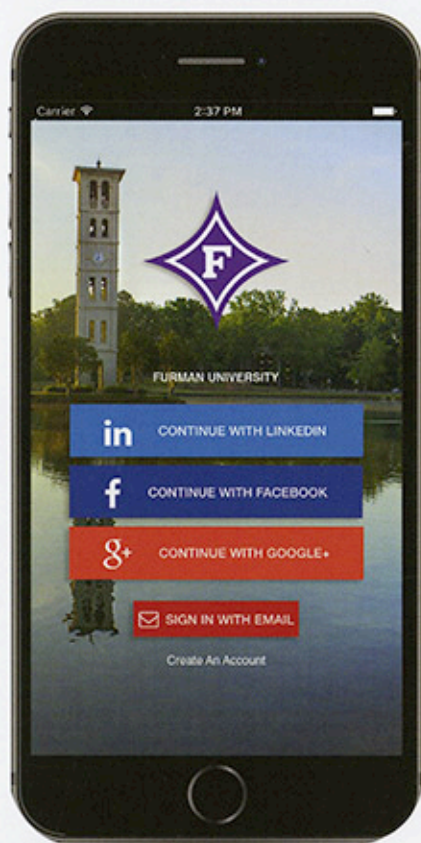 Carrier
2:37 PM
F
FURMAN UNIVERSITY
in CONTINUE WITH LINKEDIN
f CONTINUE WITH FACEBOOK
g+ CONTINUE WITH GOOGLE+
SIGN IN WITH EMAIL
Create An Account